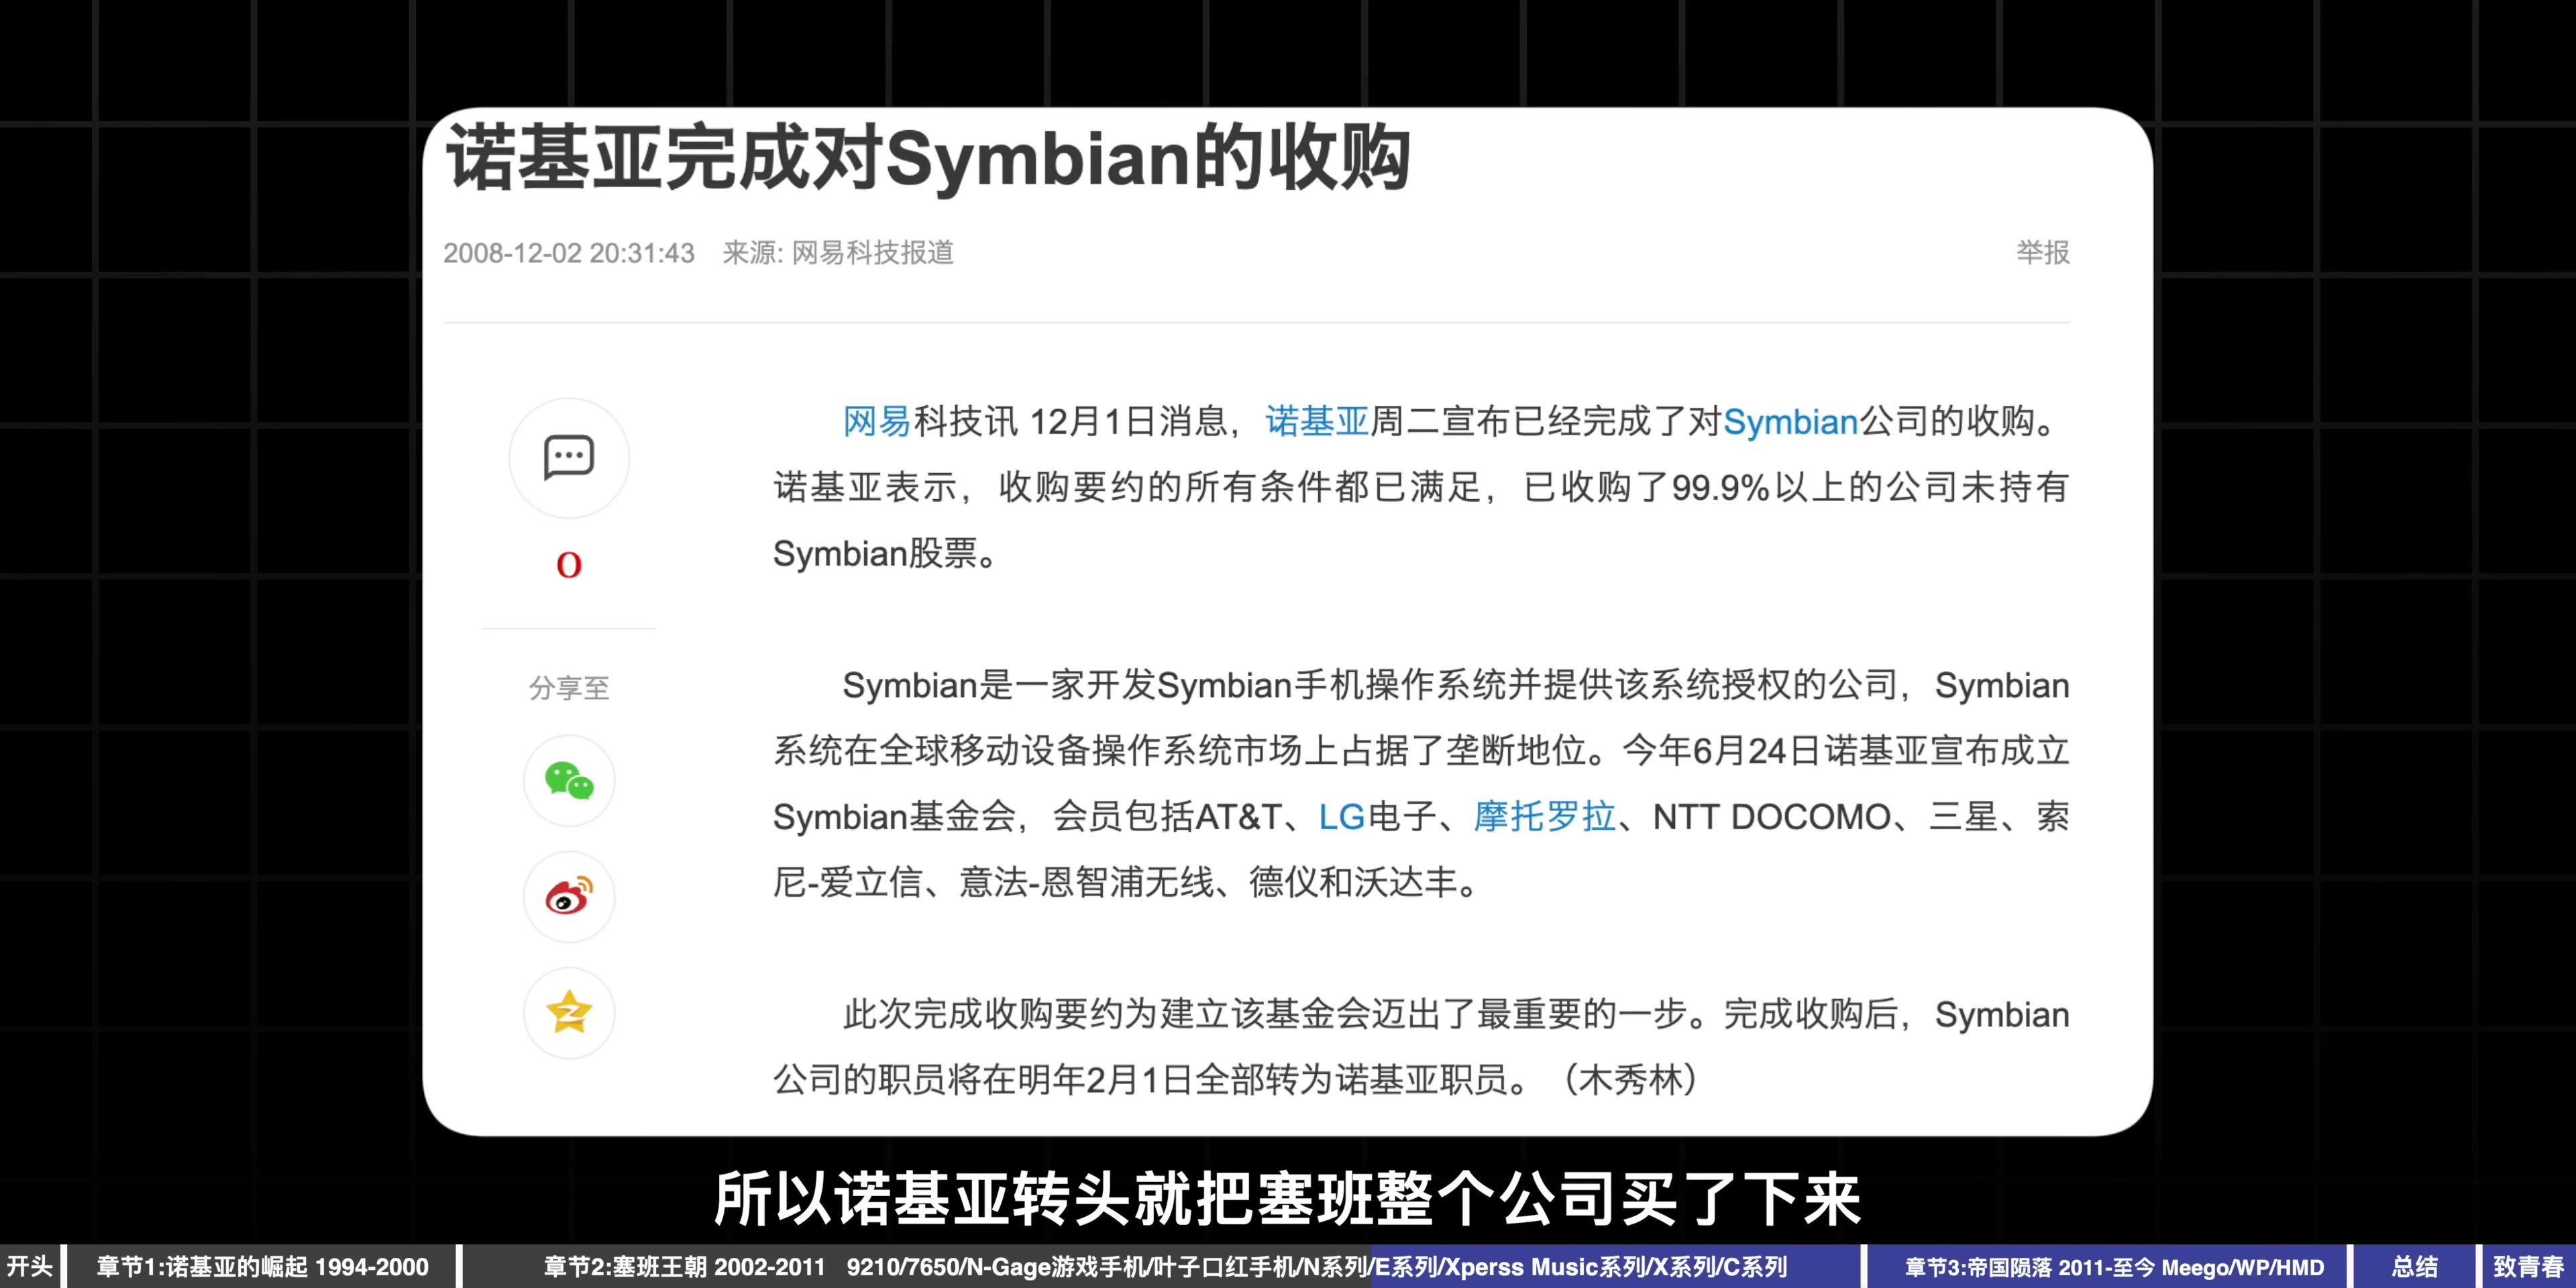 诺基亚完成对Symbian的收购
2008-12-02 20:31:43 来源: 网易科技报道 举报
网易科技讯 12月1日消息，诺基亚周二宣布已经完成了对Symbian公司的收购。
诺基亚表示，收购要约的所有条件都已满足，已收购了99.9%以上的公司未持有
Symbian股票。
0
分享至
Symbian是一家开发Symbian手机操作系统并提供该系统授权的公司，Symbian
系统在全球移动设备操作系统市场上占据了垄断地位。今年6月24日诺基亚宣布成立
Symbian基金会，会员包括AT&T、LG电子、摩托罗拉、NTT DOCOMO、三星、索
尼-爱立信、意法-恩智浦无线、德仪和沃达丰。
此次完成收购要约为建立该基金会迈出了最重要的一步。完成收购后，Symbian
公司的职员将在明年2月1日全部转为诺基亚职员。（木秀林）
所以诺基亚转头就把塞班整个公司买了下来
开头 章节1:诺基亚的崛起 1994-2000 章节2:塞班王朝 2002-2011 9210/7650/N-Gage游戏手机/叶子口红手机/N系列/E系列/Xperss Music系列/X系列/C系列 章节3:帝国陨落 2011-至今 Meego/WP/HMD 总结 致青春